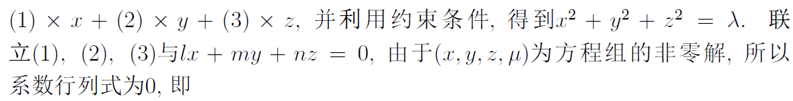 (1) × x + (2) × y + (3) × z, 并利用约束条件, 得到x² + y² + z² = λ. 联
立(1), (2), (3)与lx + my + nz = 0, 由于(x, y, z, μ)为方程组的非零解, 所以
系数行列式为0, 即